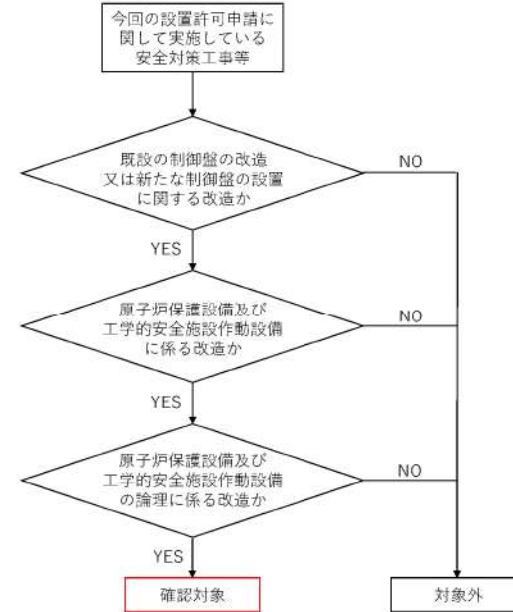 今回の設置許可申請に
関して実施している
安全対策工事等
既設の制御盤の改造
又は新たな制御盤の設置
に関する改造か
NO
YES
原子炉保護設備及び
工学的安全施設作動設備
に係る改造か
NO
YES
原子炉保護設備及び
工学的安全施設作動設備
の論理に係る改造か
NO
YES
確認対象
対象外